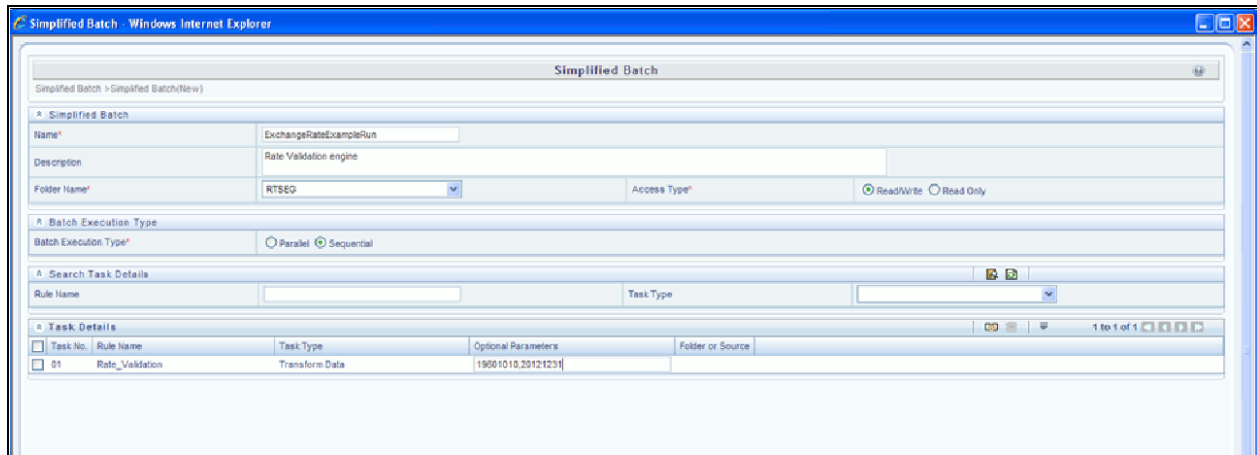 Simplified Batch - Windows Internet Explorer
Simplified Batch
Simplified Batch >Simplified Batch(New)
Simplified Batch
Name* ExchangeRateExampleRun
Description Rate Validation engine
Folder Name* RTSEG Access Type* Read/Write Read Only
Batch Execution Type
Batch Execution Type* Parallel Sequential
Search Task Details
Rule Name Task Type
Task Details 1 to 1 of 1
Task No. Rule Name Task Type Optional Parameters Folder or Source
01 Rate_Validation Transform Data 19601010,20121231